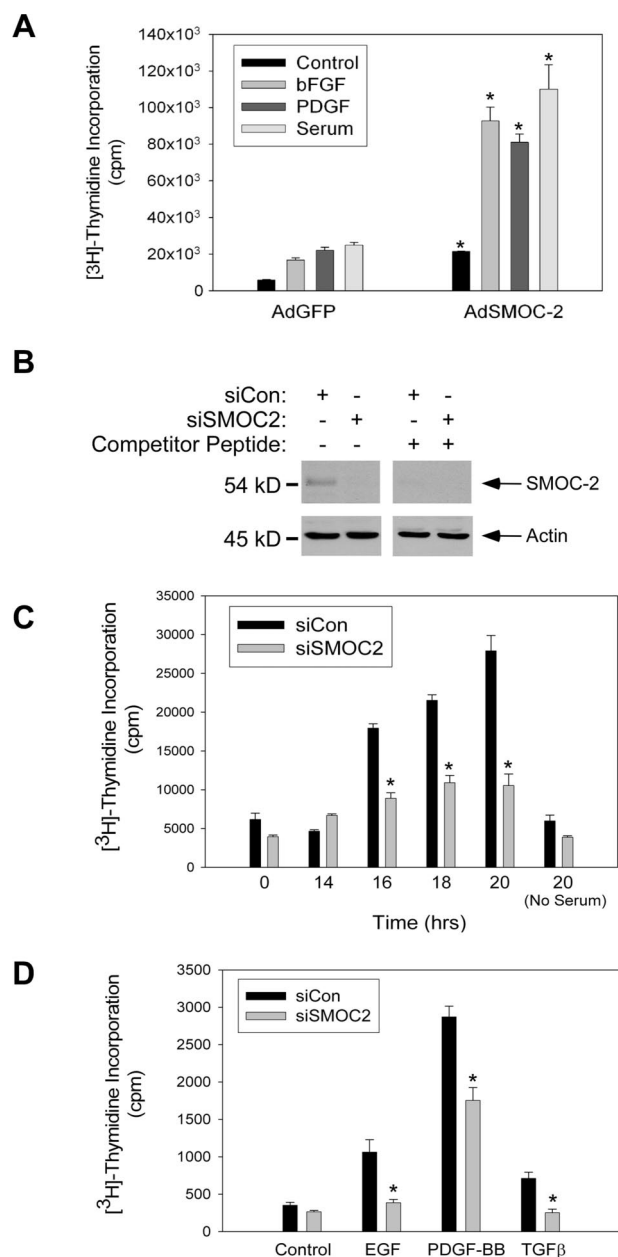 A
[3H]-Thymidine Incorporation
(cpm)
140x10³
120x10³
100x10³
80x10³
60x10³
40x10³
20x10³
0
Control
bFGF
PDGF
Serum
*
*
*
*
AdGFP AdSMOC-2
B
siCon: + - + -
siSMOC2: - + - +
Competitor Peptide: - - + +
54 kD SMOC-2
45 kD Actin
C
[³H]-Thymidine Incorporation
(cpm)
35000
30000
25000
20000
15000
10000
5000
0
siCon
siSMOC2
*
*
*
0 14 16 18 20 20
(No Serum)
Time (hrs)
D
[³H]-Thymidine Incorporation
(cpm)
3500
3000
2500
2000
1500
1000
500
0
siCon
siSMOC2
*
*
*
Control EGF PDGF-BB TGFβ